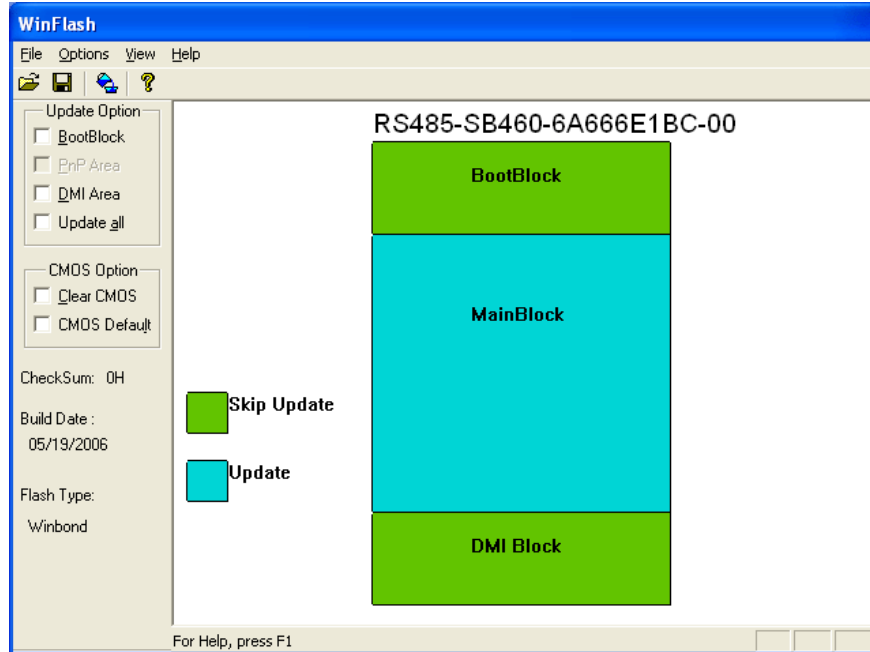 WinFlash
File Options View Help
Update Option
BootBlock
PnP Area
DMI Area
Update all
CMOS Option
Clear CMOS
CMOS Default
CheckSum: 0H
Build Date :
05/19/2006
Flash Type:
Winbond
RS485-SB460-6A666E1BC-00
BootBlock
MainBlock
Skip Update
Update
DMI Block
For Help, press F1